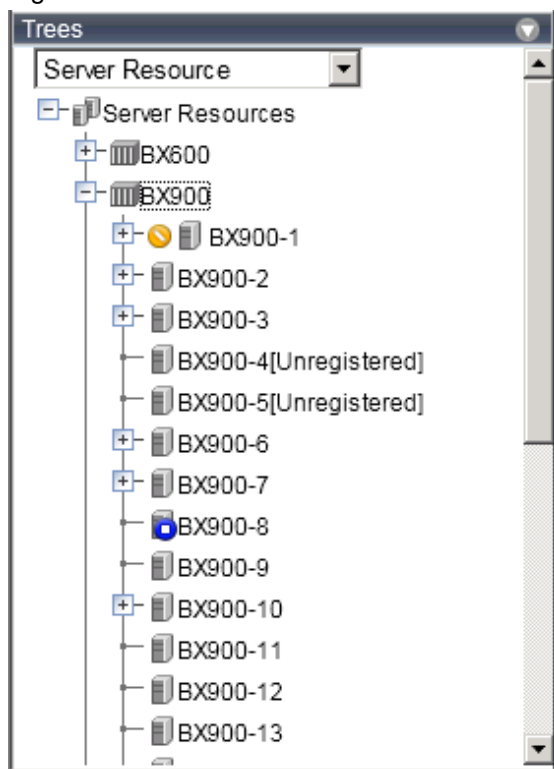 Trees
Server Resource
Server Resources
BX600
BX900
BX900-1
BX900-2
BX900-3
BX900-4[Unregistered]
BX900-5[Unregistered]
BX900-6
BX900-7
BX900-8
BX900-9
BX900-10
BX900-11
BX900-12
BX900-13